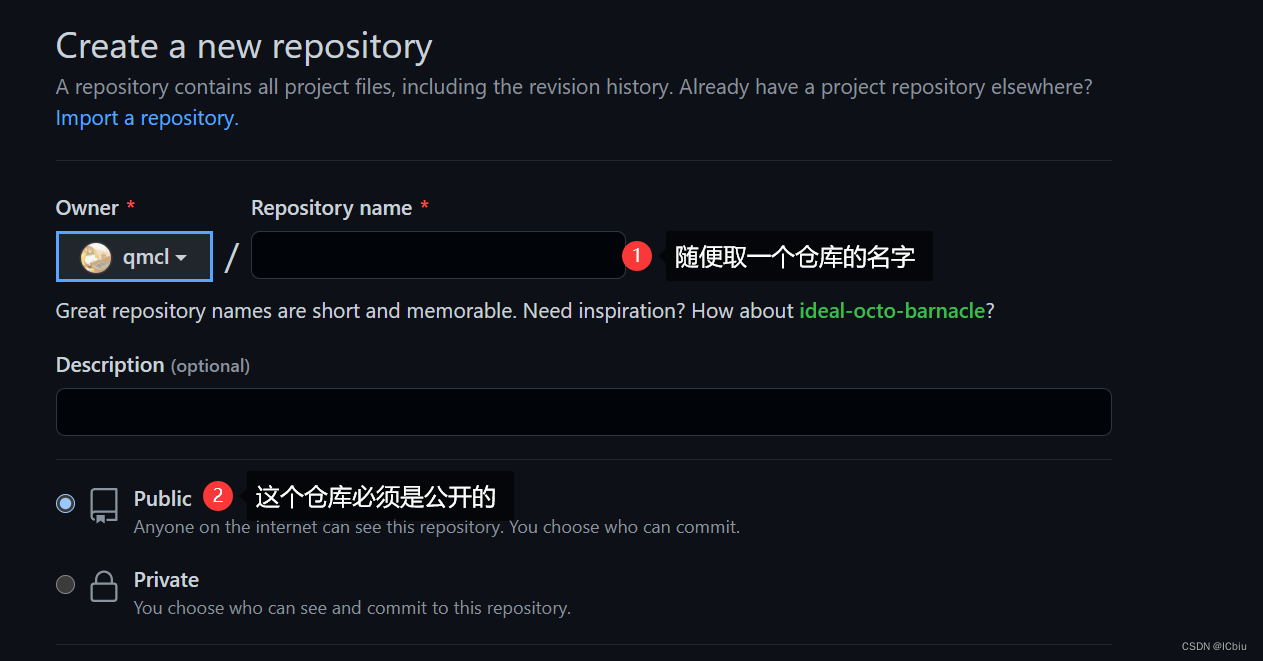 Create a new repository
A repository contains all project files, including the revision history. Already have a project repository elsewhere?
Import a repository.
Owner * Repository name *
qmcl / 1 随便取一个仓库的名字
Great repository names are short and memorable. Need inspiration? How about ideal-octo-barnacle?
Description (optional)
Public 2 这个仓库必须是公开的
Anyone on the internet can see this repository. You choose who can commit.
Private
You choose who can see and commit to this repository.
CSDN @ICbiu